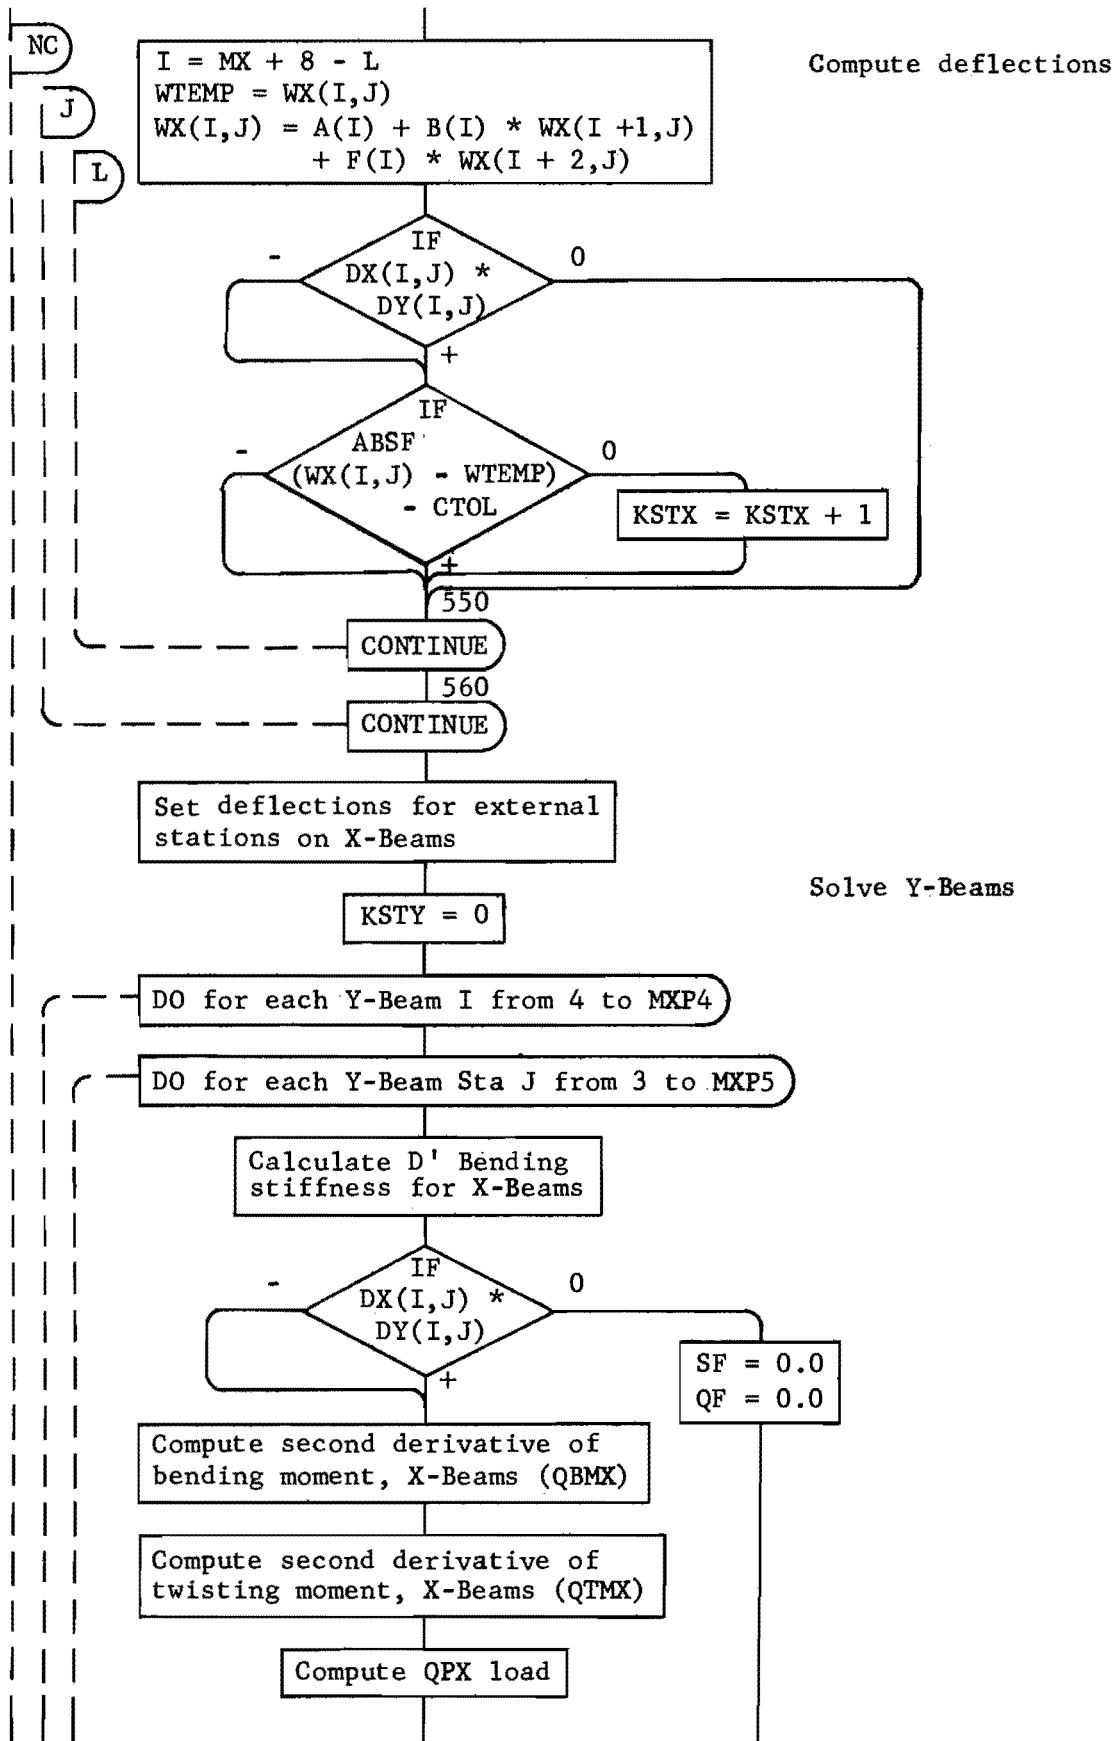 NC
J
L
I = MX + 8 - L
WTEMP = WX(I,J)
WX(I,J) = A(I) + B(I) * WX(I +1,J)
+ F(I) * WX(I + 2,J)
Compute deflections
IF
DX(I,J) *
DY(I,J)
-
0
+
IF
ABSF
(WX(I,J) - WTEMP)
- CTOL
-
0
+
KSTX = KSTX + 1
550
CONTINUE
560
CONTINUE
Set deflections for external
stations on X-Beams
Solve Y-Beams
KSTY = 0
DO for each Y-Beam I from 4 to MXP4
DO for each Y-Beam Sta J from 3 to MXP5
Calculate D' Bending
stiffness for X-Beams
IF
DX(I,J) *
DY(I,J)
-
0
+
SF = 0.0
QF = 0.0
Compute second derivative of
bending moment, X-Beams (QBMX)
Compute second derivative of
twisting moment, X-Beams (QTMX)
Compute QPX load